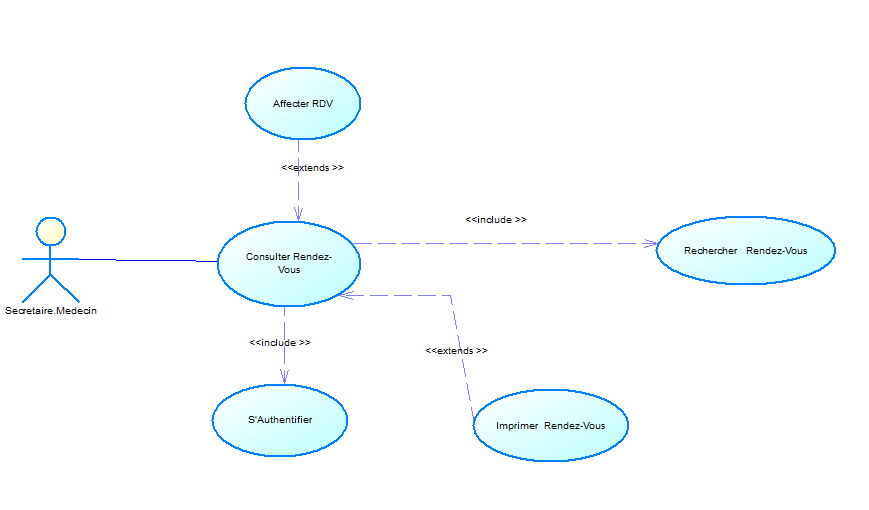 Affecter RDV
<<extends >>
<<include >>
Consulter Rendez-
Vous
Rechercher Rendez-Vous
Secretaire.Medecin
<<include >>
<<extends >>
S'Authentifier
Imprimer Rendez-Vous